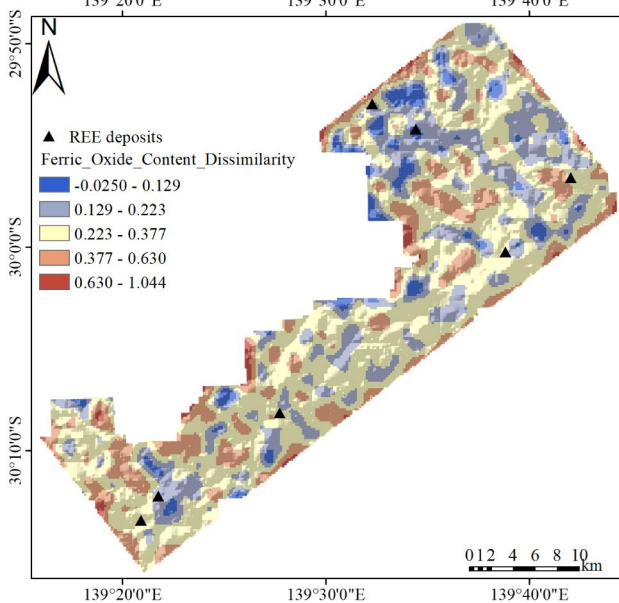 139°20'0"E 139°30'0"E 139°40'0"E
N
29°50'0"S
REE deposits
Ferric_Oxide_Content_Dissimilarity
-0.0250 - 0.129
0.129 - 0.223
0.223 - 0.377
0.377 - 0.630
0.630 - 1.044
30°0'0"S
30°10'0"S
0 1 2 4 6 8 10 km
139°20'0"E 139°30'0"E 139°40'0"E